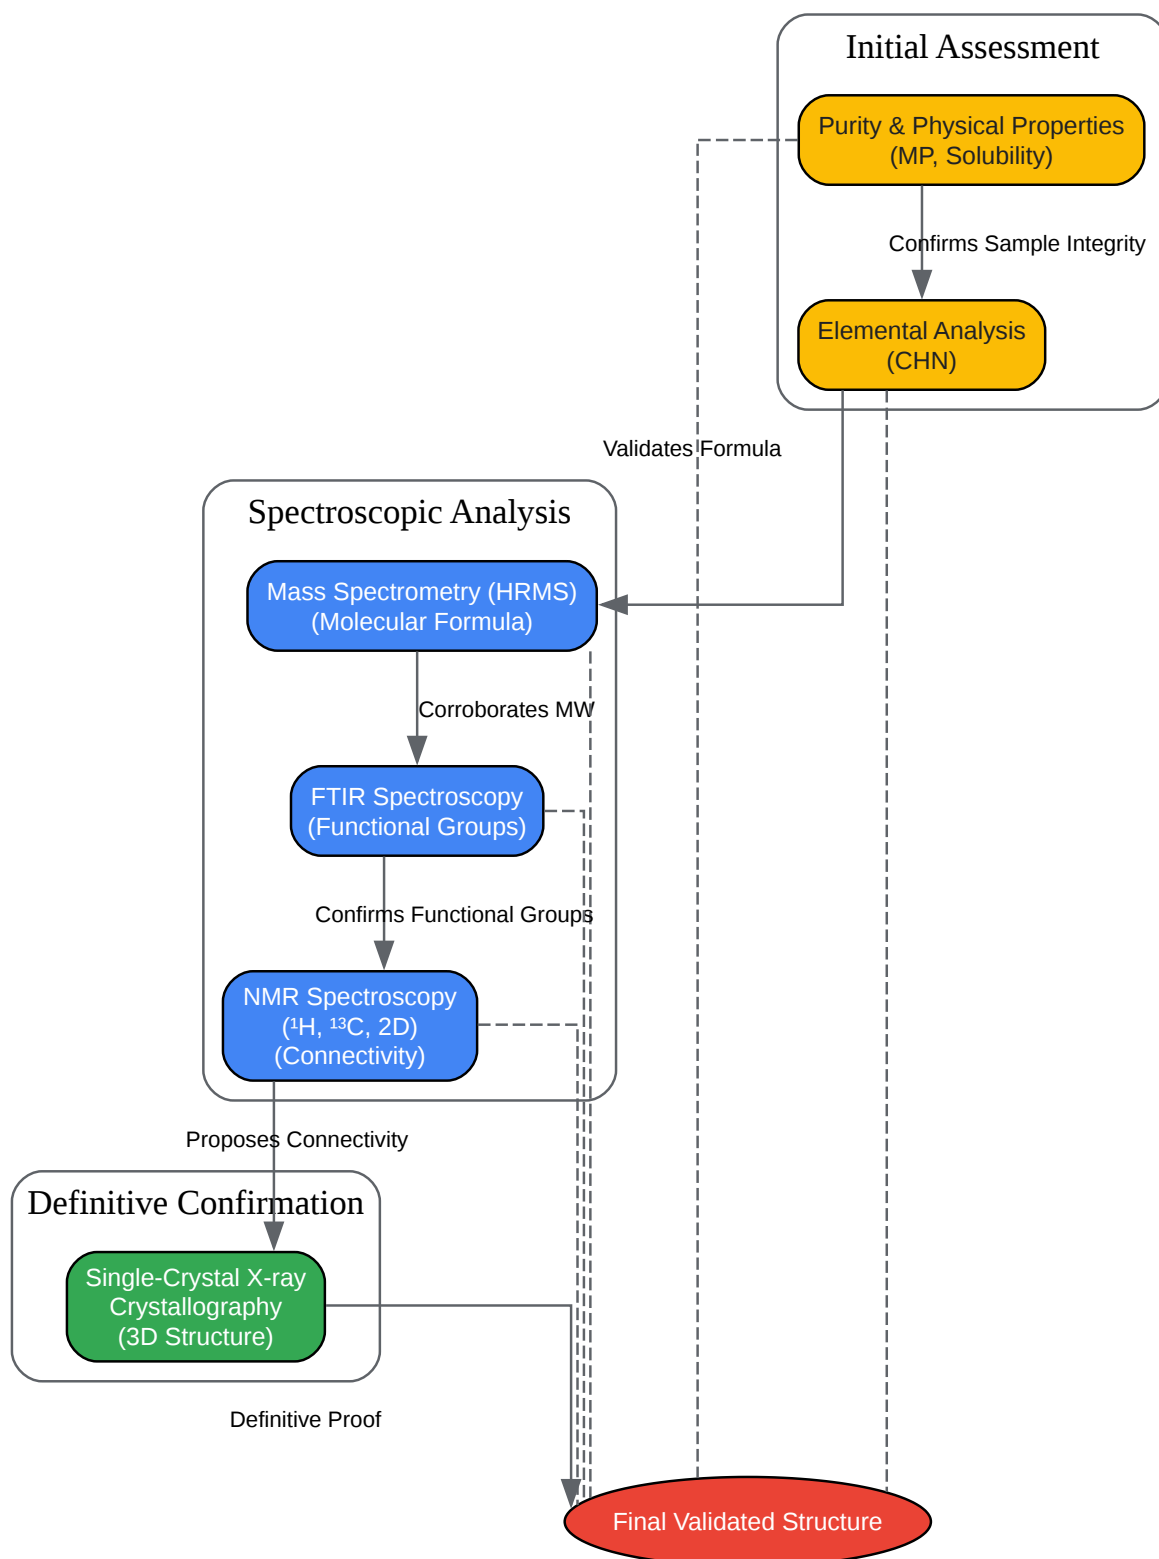 Initial Assessment
Purity & Physical Properties
(MP, Solubility)
Confirms Sample Integrity
Elemental Analysis
(CHN)
Validates Formula
Spectroscopic Analysis
Mass Spectrometry (HRMS)
(Molecular Formula)
Corroborates MW
FTIR Spectroscopy
(Functional Groups)
Confirms Functional Groups
NMR Spectroscopy
(¹H, ¹³C, 2D)
(Connectivity)
Proposes Connectivity
Definitive Confirmation
Single-Crystal X-ray
Crystallography
(3D Structure)
Definitive Proof
Final Validated Structure